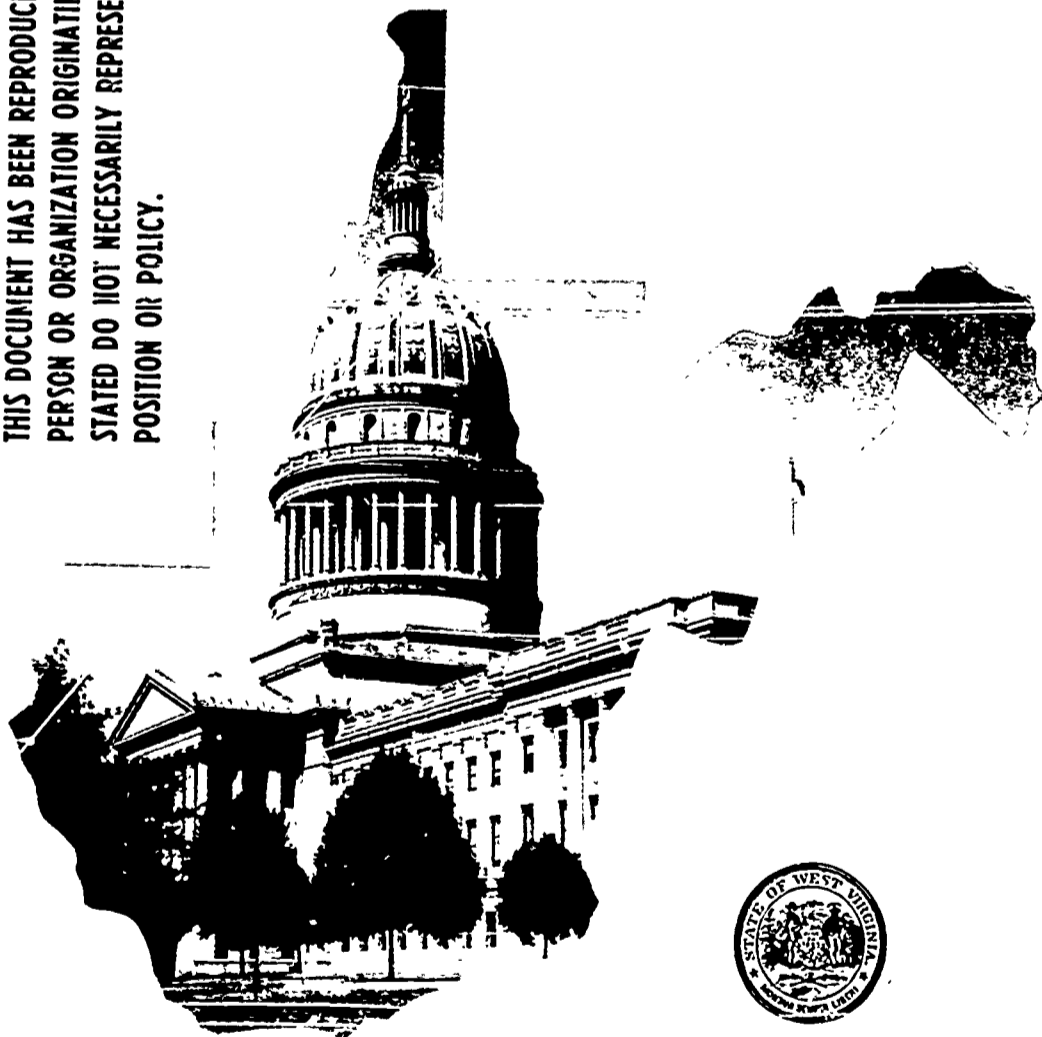 THIS DOCUMENT HAS BEEN REPRODUC
PERSON OR ORGANIZATION ORIGINATI
STATED DO NOT NECESSARILY REPRESE
POSITION OR POLICY.
STATE OF WEST VIRGINIA